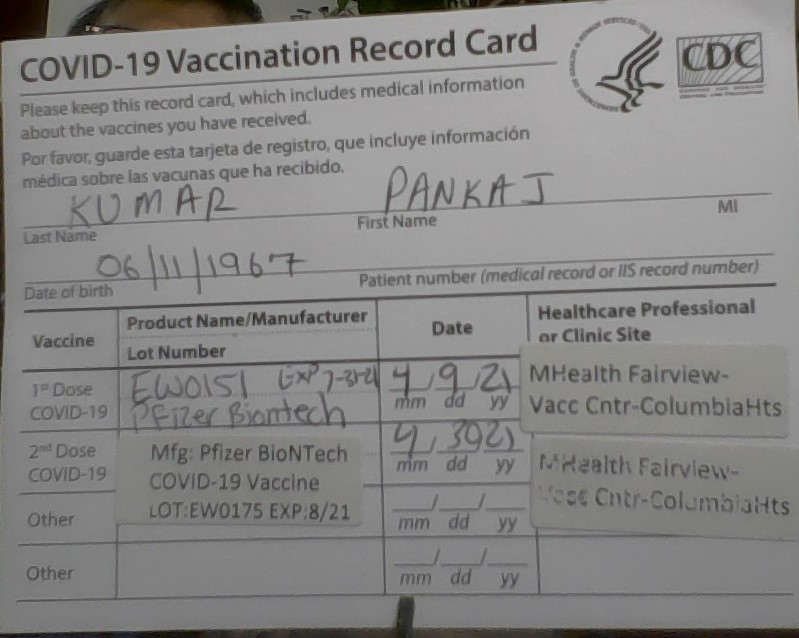 COVID-19 Vaccination Record Card
CDC
Please keep this record card, which includes medical information
about the vaccines you have received.
Por favor, guarde esta tarjeta de registro, que incluye información
médica sobre las vacunas que ha recibido.
KUMAR PANKAJ
Last Name First Name MI
06/11/1967
Date of birth Patient number (medical record or IIS record number)
Vaccine Product Name/Manufacturer Date Healthcare Professional
Lot Number or Clinic Site
1st Dose EW0151 EXP 7-31-21 4/9/21 MHealth Fairview-
COVID-19 Pfizer Biontech mm dd yy Vacc Cntr-ColumbiaHts
2nd Dose Mfg: Pfizer BioNTech 4/30/21 MHealth Fairview-
COVID-19 COVID-19 Vaccine mm dd yy Vacc Cntr-ColumbiaHts
LOT:EW0175 EXP:8/21
Other mm dd yy
Other mm dd yy